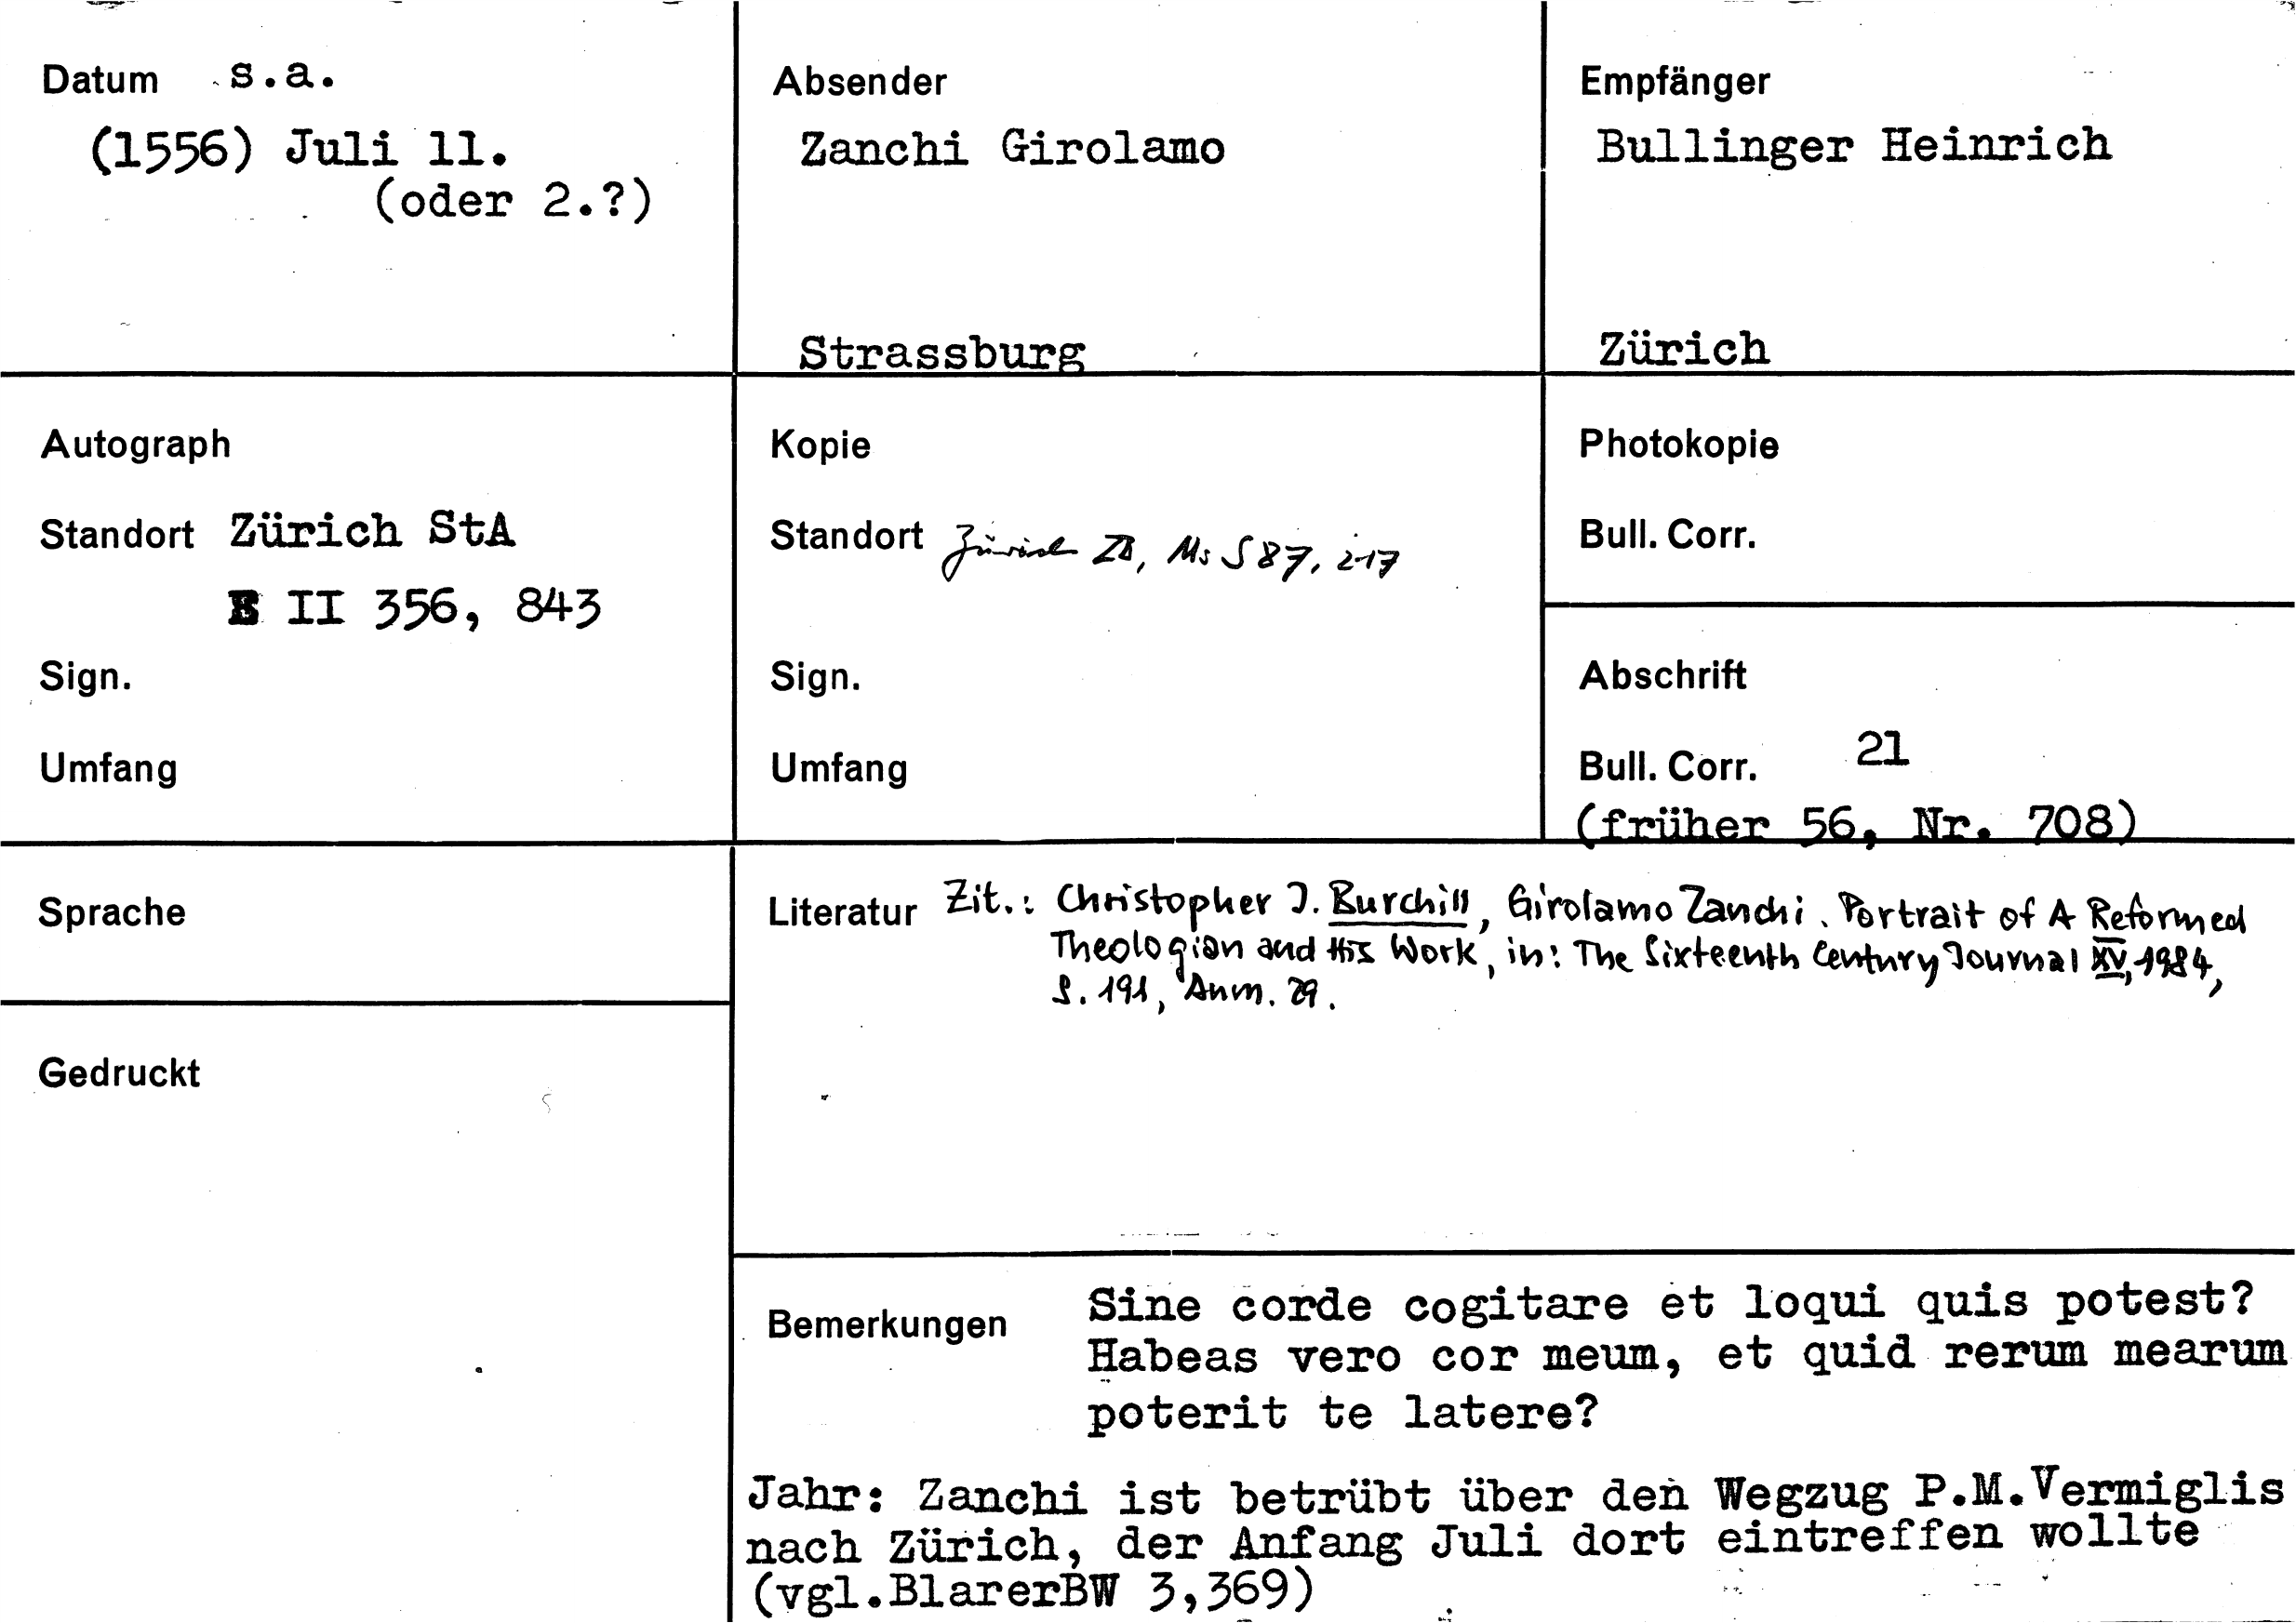 Datum s.a.
(1556) Juli 11.
(oder 2.?)
Absender
Zanchi Girolamo
Strassburg
Empfänger
Bullinger Heinrich
Zürich
Autograph
Standort Zürich StA
E II 356, 843
Sign.
Umfang
Kopie
Standort Zürich ZB, Ms S 87, 217
Sign.
Umfang
Photokopie
Bull. Corr.
Abschrift
Bull. Corr. 21
(früher 56, Nr. 708)
Sprache
Gedruckt
Literatur Zit.: Christopher J. Burchill, Girolamo Zanchi. Portrait of A Reformed
Theologian and His Work, in: The Sixteenth Century Journal XV, 1984,
S. 191, Anm. 29.
Bemerkungen Sine corde cogitare et loqui quis potest?
Habeas vero cor meum, et quid rerum mearum
poterit te latere?
Jahr: Zanchi ist betrübt über den Wegzug P.M.Vermiglis
nach Zürich, der Anfang Juli dort eintreffen wollte
(vgl.BlarerBW 3,369)